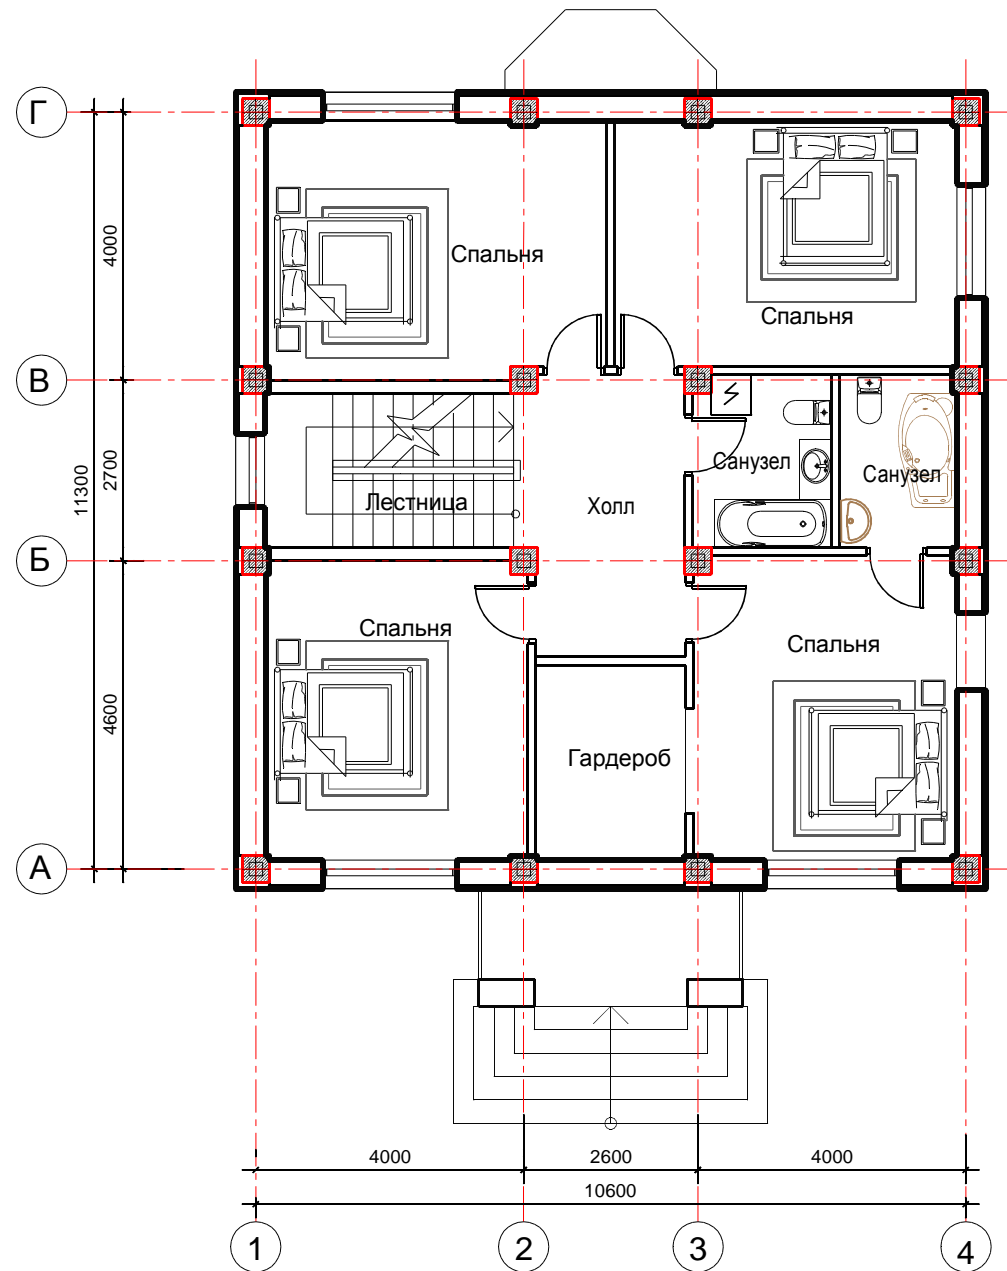 Г
Спальня
4000
Спальня
В
11300
2700
Санузел
Санузел
Лестница
Холл
Б
Спальня
Спальня
4600
Гардероб
А
4000
2600
4000
10600
1
2
3
4